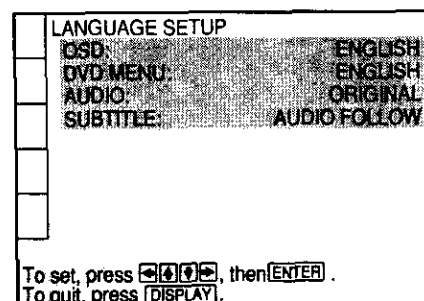 LANGUAGE SETUP
OSD: ENGLISH
DVD MENU: ENGLISH
AUDIO: ORIGINAL
SUBTITLE: AUDIO FOLLOW
To set, press ←↑↓→, then ENTER .
To quit, press DISPLAY.